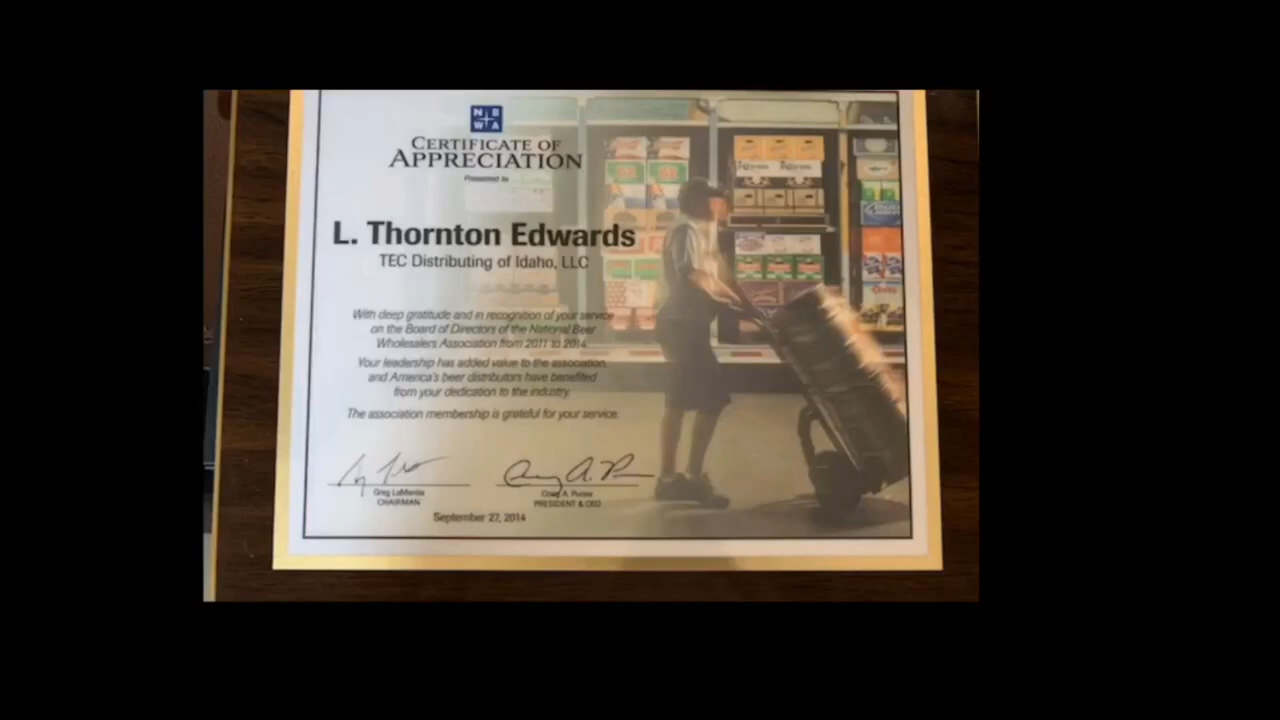 N B
W A
CERTIFICATE OF
APPRECIATION
Presented to
L. Thornton Edwards
TEC Distributing of Idaho, LLC
With deep gratitude and in recognition of your service
on the Board of Directors of the National Beer
Wholesalers Association from 2011 to 2014.
Your leadership has added value to the association,
and America's beer distributors have benefited
from your dedication to the industry.
The association membership is grateful for your service.
Greg LaMantia
CHAIRMAN
Craig A. Purser
PRESIDENT & CEO
September 27, 2014